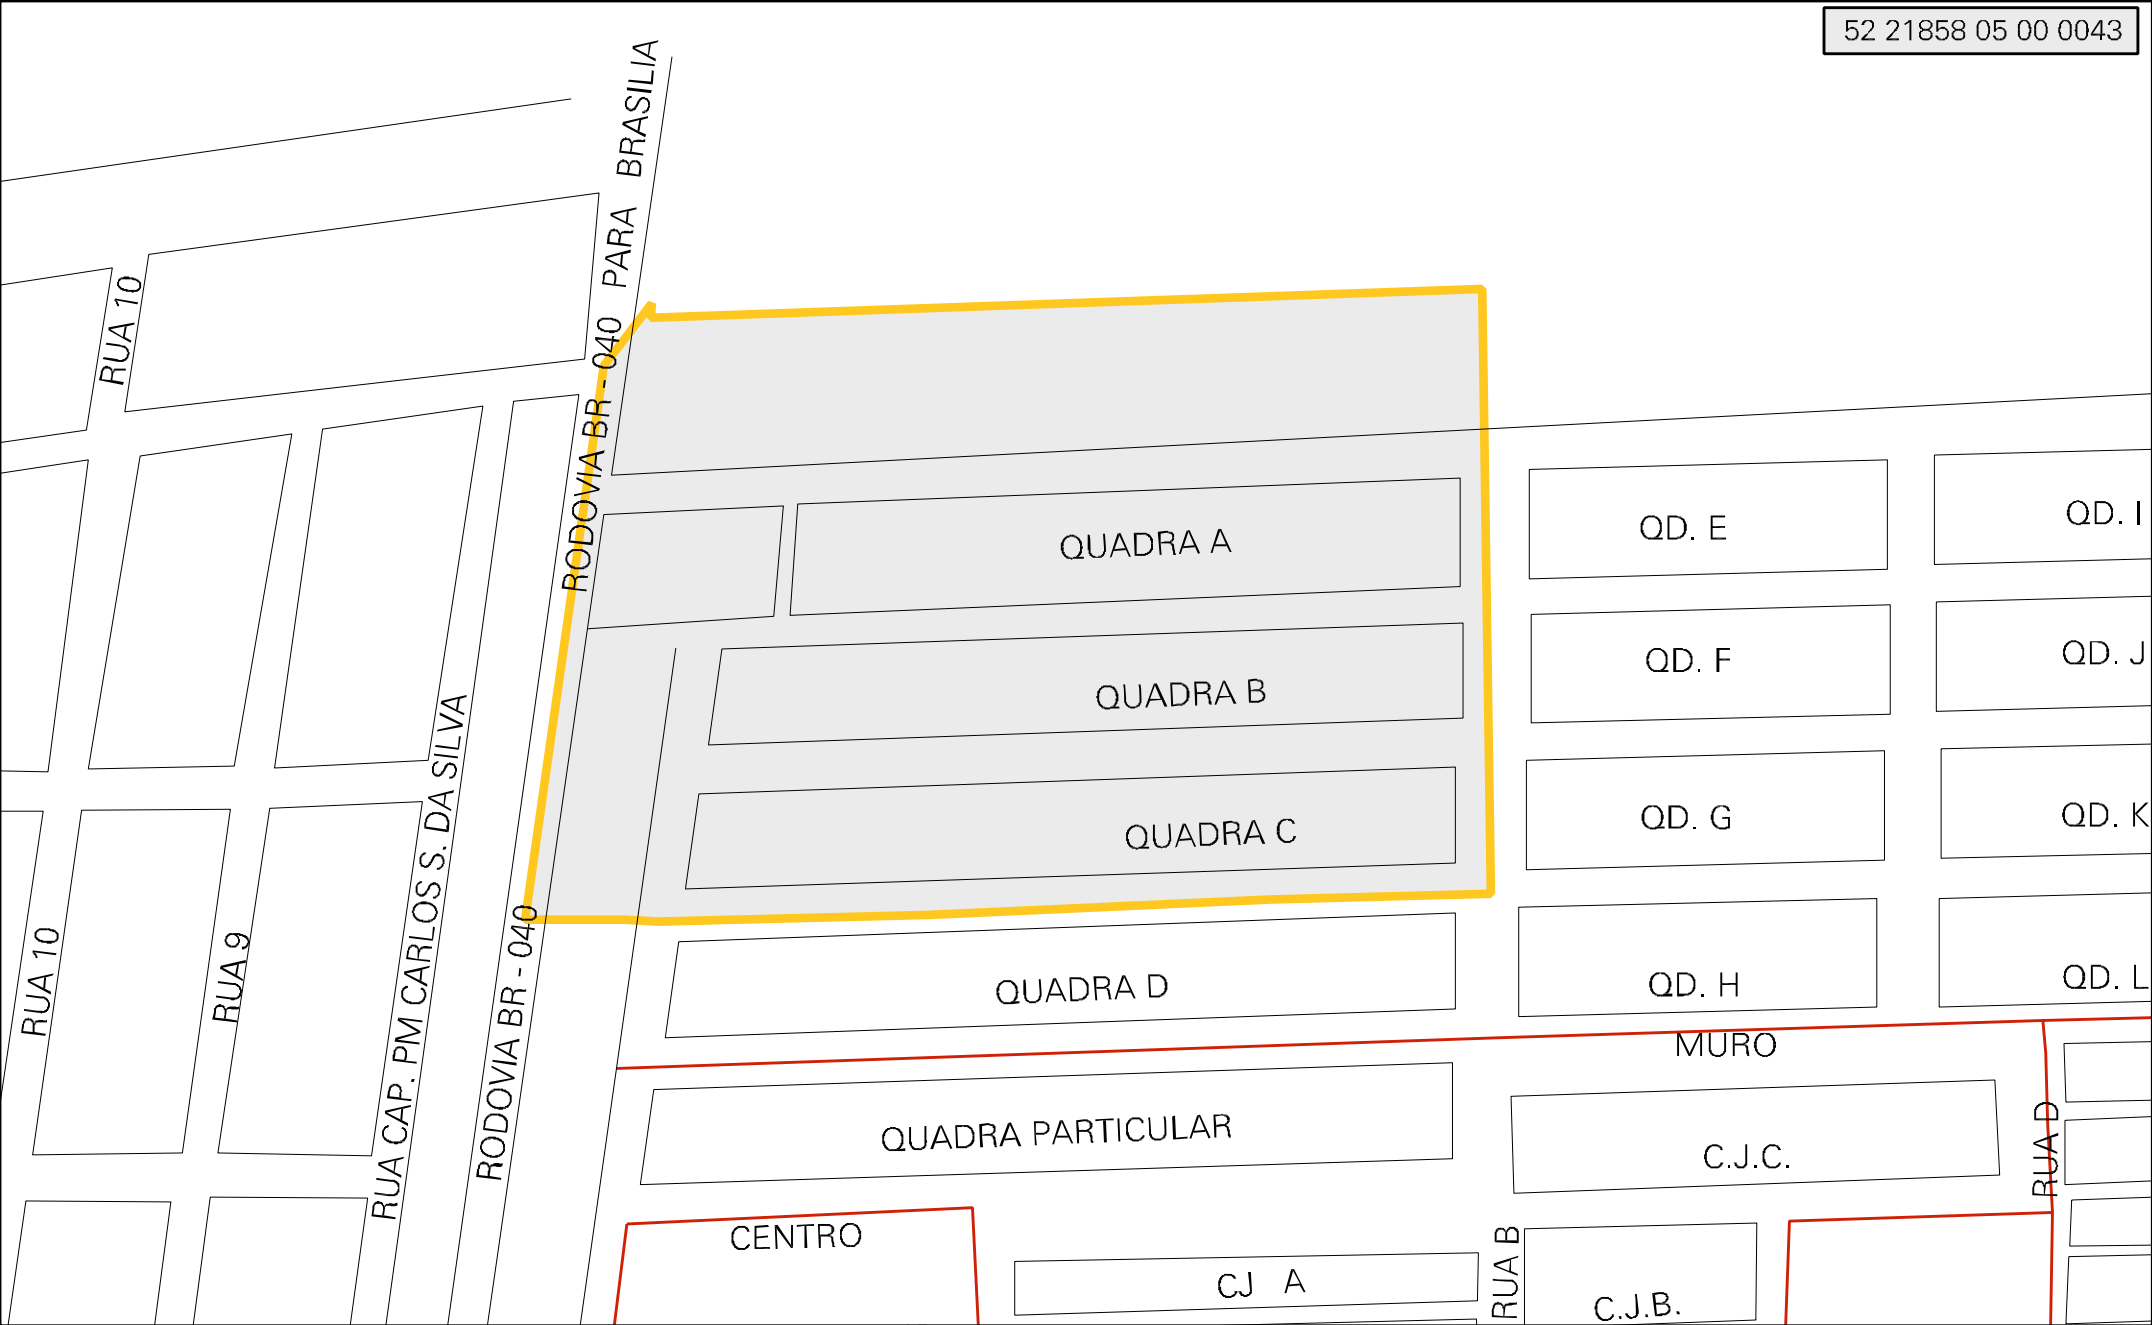 52 21858 05 00 0043
RODOVIA BR - 040 PARA BRASILIA
RUA 10
QUADRA A
QD. E
QD. I
QUADRA B
QD. F
QD. J
QUADRA C
QD. G
QD. K
RUA CAP. PM CARLOS S. DA SILVA
RODOVIA BR - 040
RUA 10
RUA 9
QUADRA D
QD. H
QD. L
MURO
QUADRA PARTICULAR
C.J.C.
RUA D
CENTRO
CJ A
RUA B
C.J.B.